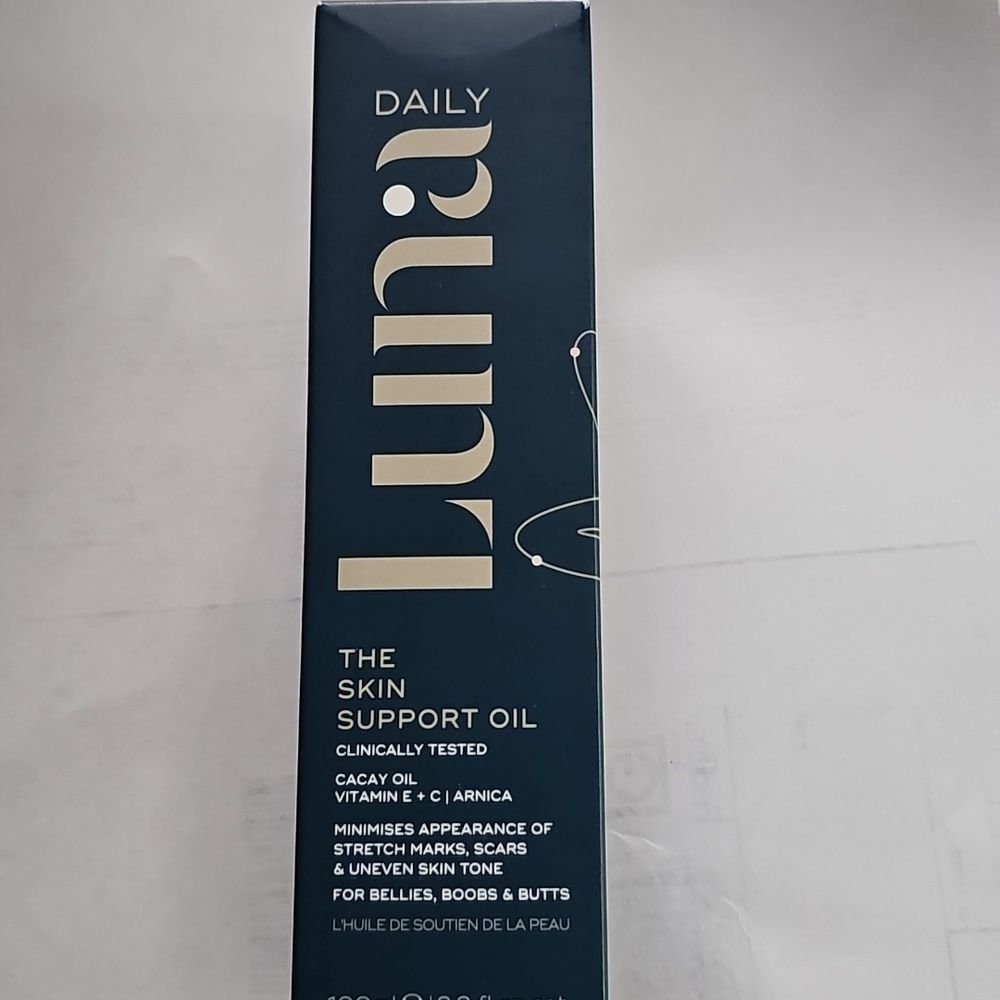 DAILY
Luna
THE
SKIN
SUPPORT OIL
CLINICALLY TESTED
CACAY OIL
VITAMIN E + C | ARNICA
MINIMISES APPEARANCE OF
STRETCH MARKS, SCARS
& UNEVEN SKIN TONE
FOR BELLIES, BOOBS & BUTTS
L'HUILE DE SOUTIEN DE LA PEAU